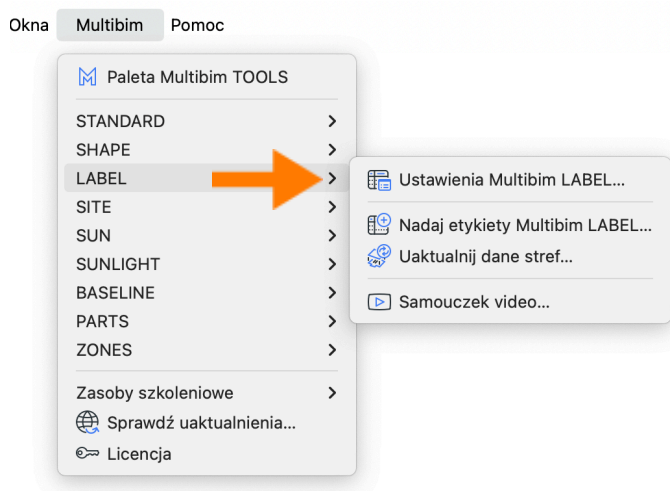 Okna Multibim Pomoc
Paleta Multibim TOOLS
STANDARD
SHAPE
LABEL
SITE
SUN
SUNLIGHT
BASELINE
PARTS
ZONES
Zasoby szkoleniowe
Sprawdź uaktualnienia...
Licencja
Ustawienia Multibim LABEL...
Nadaj etykiety Multibim LABEL...
Uaktualnij dane stref...
Samouczek video...